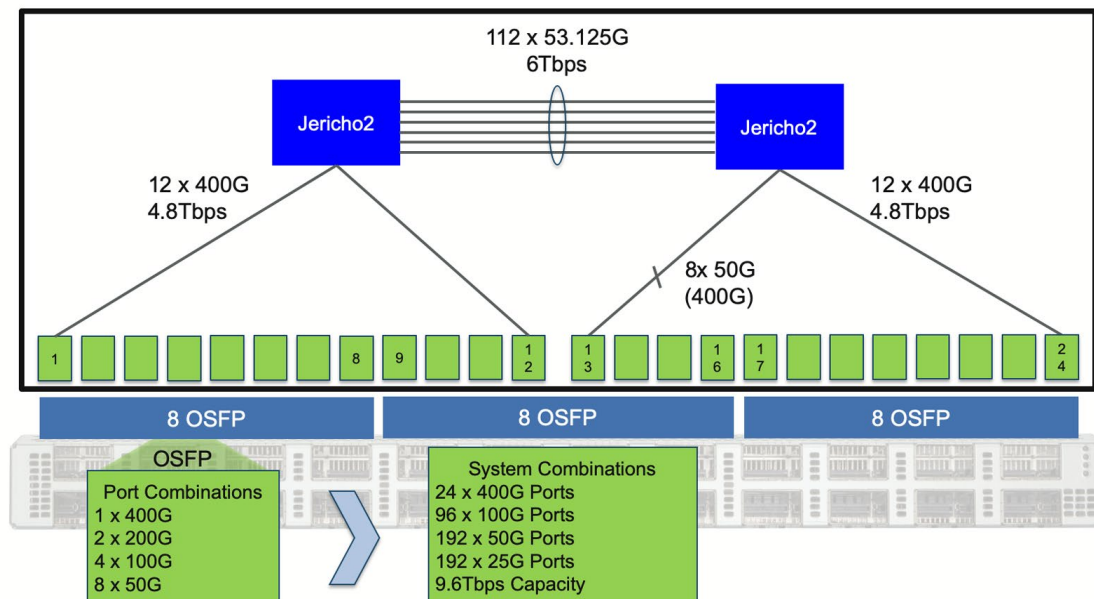 112 x 53.125G
6Tbps
Jericho2
Jericho2
12 x 400G
4.8Tbps
12 x 400G
4.8Tbps
8x 50G
(400G)
1
8
9
1
2
1
3
1
6
1
7
2
4
8 OSFP
8 OSFP
8 OSFP
OSFP
Port Combinations
1 x 400G
2 x 200G
4 x 100G
8 x 50G
System Combinations
24 x 400G Ports
96 x 100G Ports
192 x 50G Ports
192 x 25G Ports
9.6Tbps Capacity